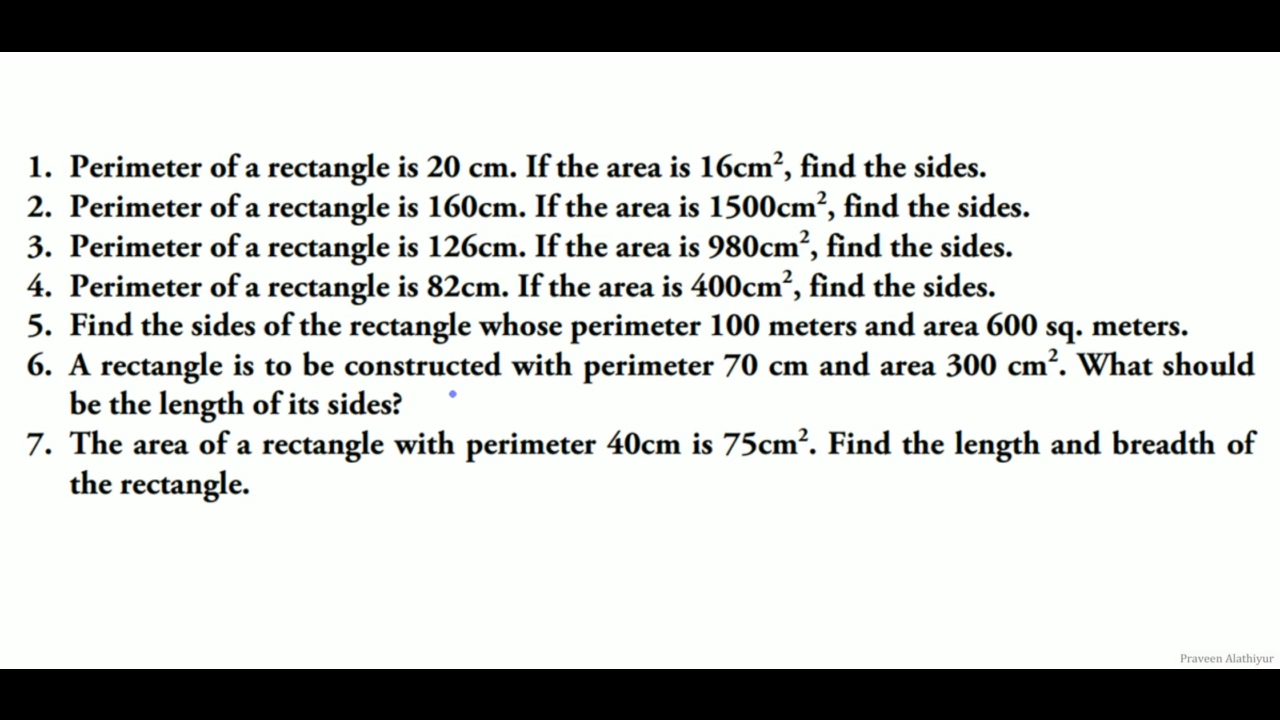 1. Perimeter of a rectangle is 20 cm. If the area is 16cm², find the sides.
2. Perimeter of a rectangle is 160cm. If the area is 1500cm², find the sides.
3. Perimeter of a rectangle is 126cm. If the area is 980cm², find the sides.
4. Perimeter of a rectangle is 82cm. If the area is 400cm², find the sides.
5. Find the sides of the rectangle whose perimeter 100 meters and area 600 sq. meters.
6. A rectangle is to be constructed with perimeter 70 cm and area 300 cm². What should
be the length of its sides?
7. The area of a rectangle with perimeter 40cm is 75cm². Find the length and breadth of
the rectangle.
Praveen Alathiyur